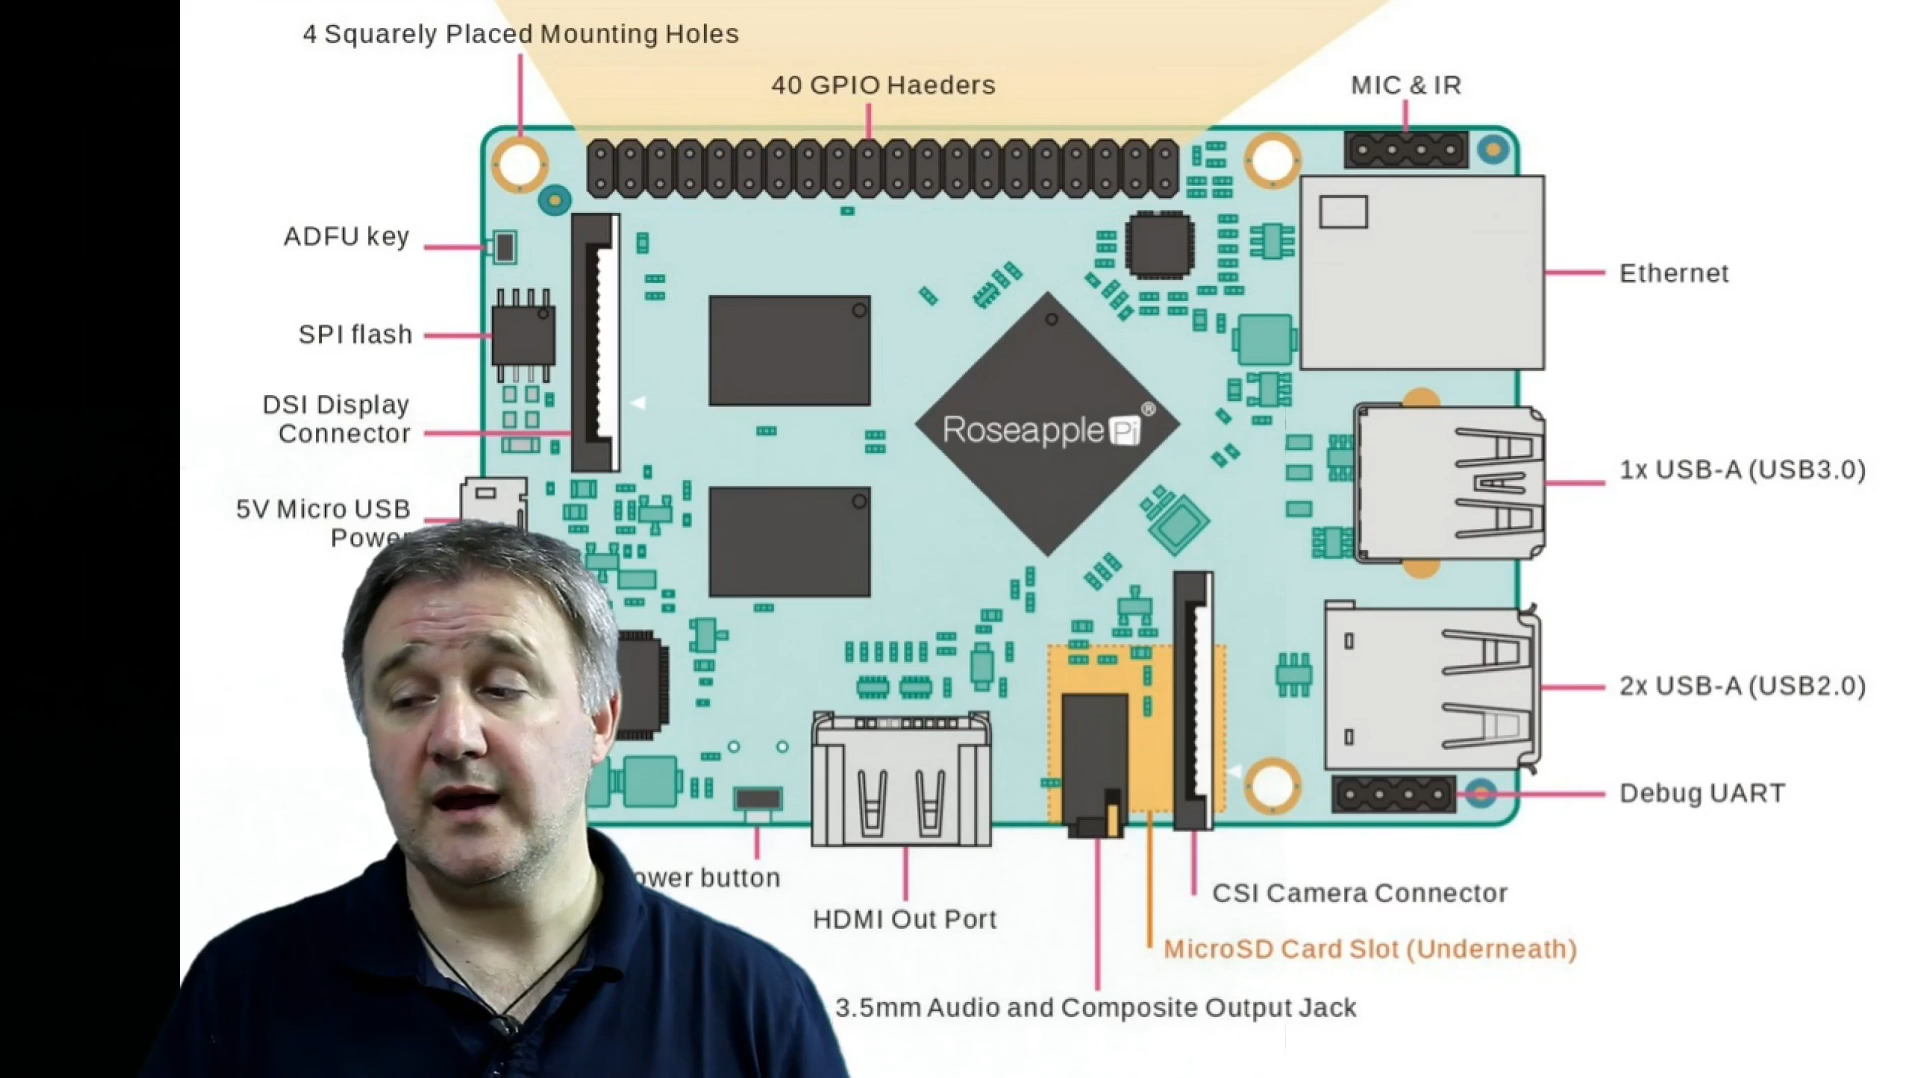 4 Squarely Placed Mounting Holes
40 GPIO Haeders
MIC & IR
ADFU key
Ethernet
SPI flash
DSI Display
Connector
Roseapple Pi ®
1x USB-A (USB3.0)
5V Micro USB
Power
2x USB-A (USB2.0)
Debug UART
ower button
HDMI Out Port
CSI Camera Connector
MicroSD Card Slot (Underneath)
3.5mm Audio and Composite Output Jack